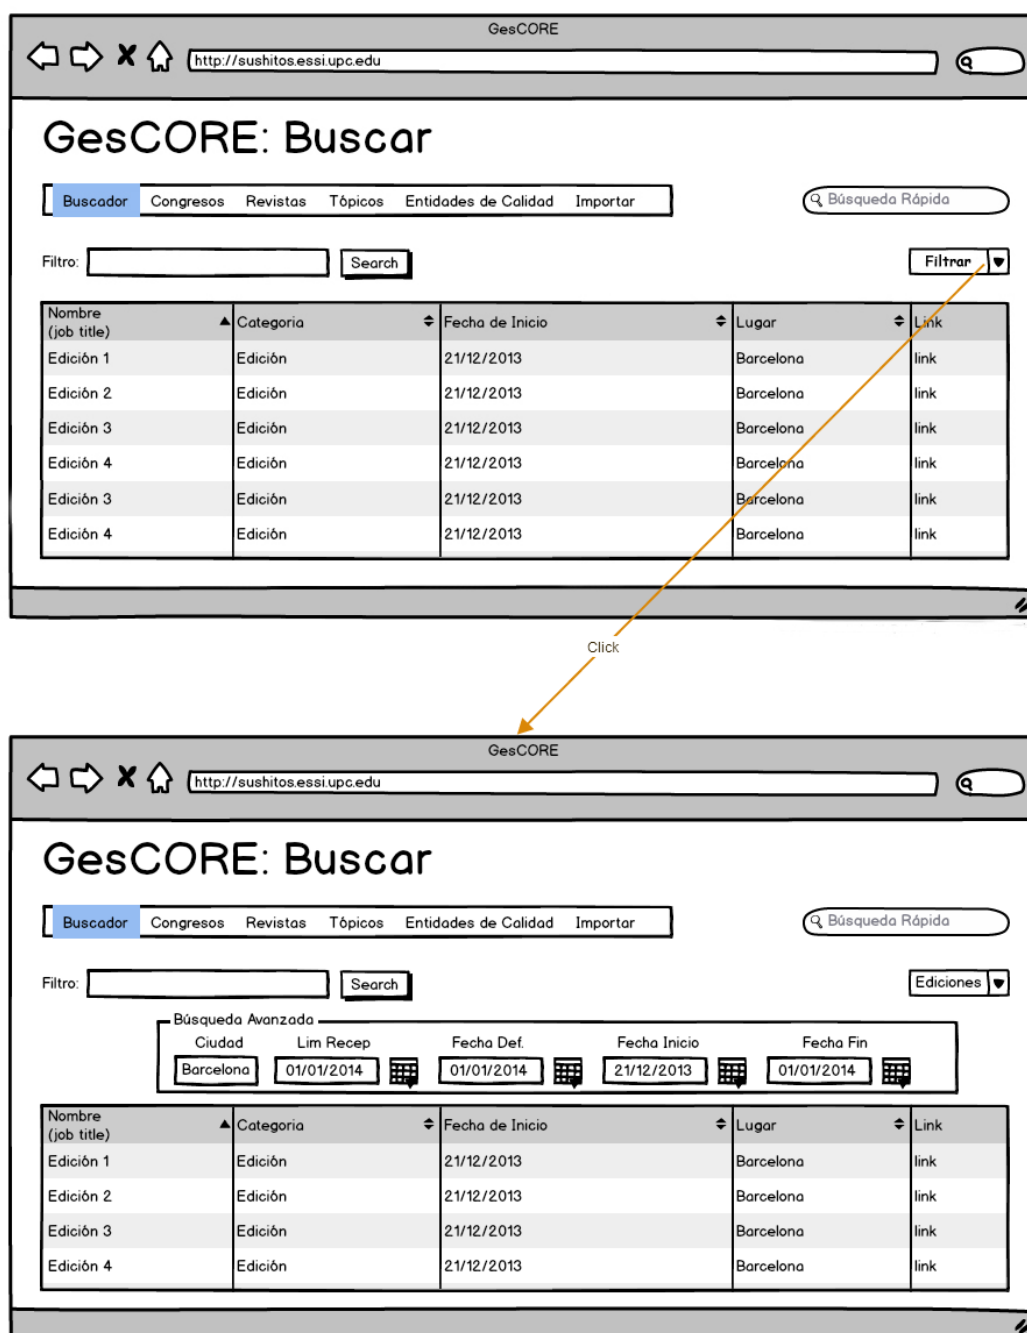 GesCORE
http://sushitos.essi.upc.edu
GesCORE: Buscar
Buscador Congresos Revistas Tópicos Entidades de Calidad Importar
Búsqueda Rápida
Filtro: Search Filtrar
Nombre
(job title) Categoria Fecha de Inicio Lugar Link
Edición 1 Edición 21/12/2013 Barcelona link
Edición 2 Edición 21/12/2013 Barcelona link
Edición 3 Edición 21/12/2013 Barcelona link
Edición 4 Edición 21/12/2013 Barcelona link
Edición 3 Edición 21/12/2013 Barcelona link
Edición 4 Edición 21/12/2013 Barcelona link
Click
GesCORE
http://sushitos.essi.upc.edu
GesCORE: Buscar
Buscador Congresos Revistas Tópicos Entidades de Calidad Importar
Búsqueda Rápida
Filtro: Search Ediciones
Búsqueda Avanzada
Ciudad Lim Recep Fecha Def. Fecha Inicio Fecha Fin
Barcelona 01/01/2014 01/01/2014 21/12/2013 01/01/2014
Nombre
(job title) Categoria Fecha de Inicio Lugar Link
Edición 1 Edición 21/12/2013 Barcelona link
Edición 2 Edición 21/12/2013 Barcelona link
Edición 3 Edición 21/12/2013 Barcelona link
Edición 4 Edición 21/12/2013 Barcelona link